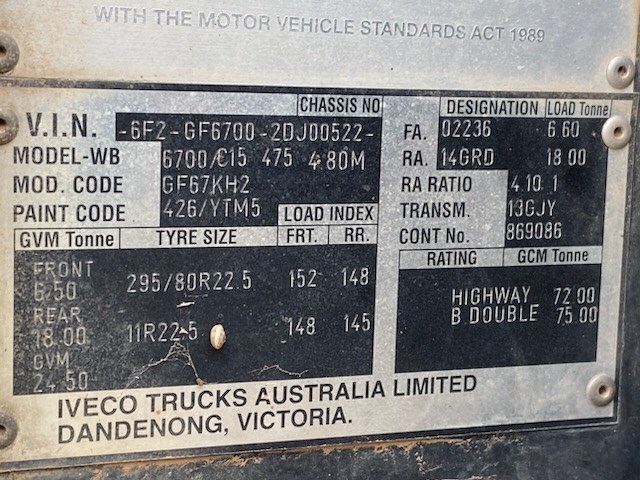 WITH THE MOTOR VEHICLE STANDARDS ACT 1989
CHASSIS NO
V.I.N. -6F2-GF6700-2DJ00522-
MODEL-WB 6700/E15 475 4.80M
MOD. CODE GF67KH2
PAINT CODE 426/YTM5 LOAD INDEX
GVM Tonne TYRE SIZE FRT. RR.
FRONT
6.50 295/80R22.5 152 148
REAR
18.00 11R22.5 148 145
GVM
24.50
DESIGNATION LOAD Tonne
FA. 02236 6.60
RA. 14GRD 18.00
RA RATIO 4.10 1
TRANSM. 13GJY
CONT No. 869086
RATING GCM Tonne
HIGHWAY 72.00
B.DOUBLE 75.00
IVECO TRUCKS AUSTRALIA LIMITED
DANDENONG, VICTORIA.